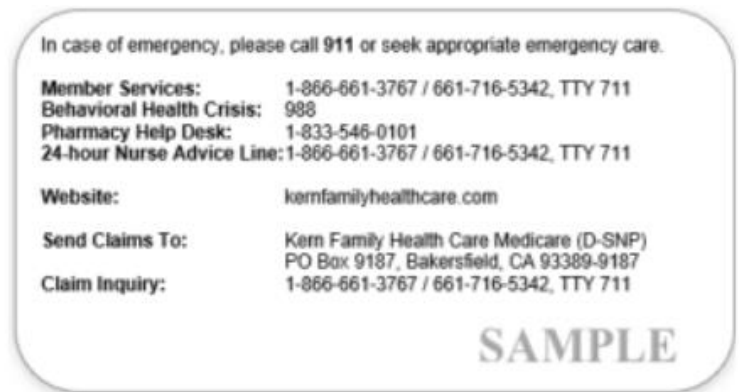 In case of emergency, please call 911 or seek appropriate emergency care.
Member Services: 1-866-661-3767 / 661-716-5342, TTY 711
Behavioral Health Crisis: 988
Pharmacy Help Desk: 1-833-546-0101
24-hour Nurse Advice Line: 1-866-661-3767 / 661-716-5342, TTY 711
Website: kernfamilyhealthcare.com
Send Claims To: Kern Family Health Care Medicare (D-SNP)
PO Box 9187, Bakersfield, CA 93389-9187
Claim Inquiry: 1-866-661-3767 / 661-716-5342, TTY 711
SAMPLE